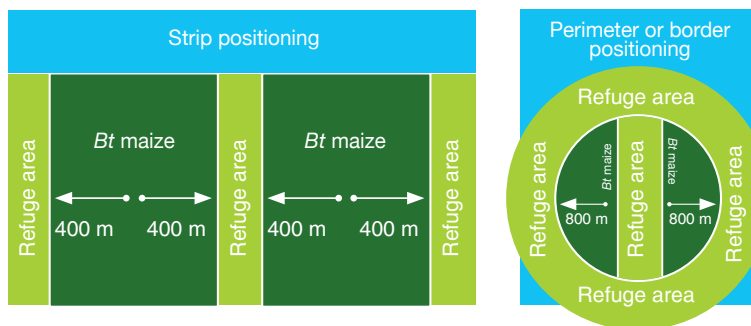 Strip positioning
Refuge area
Bt maize
400 m
400 m
Refuge area
Bt maize
400 m
400 m
Refuge area
Perimeter or border
positioning
Refuge area
Refuge area
Bt maize
800 m
Refuge area
Bt maize
800 m
Refuge area
Refuge area